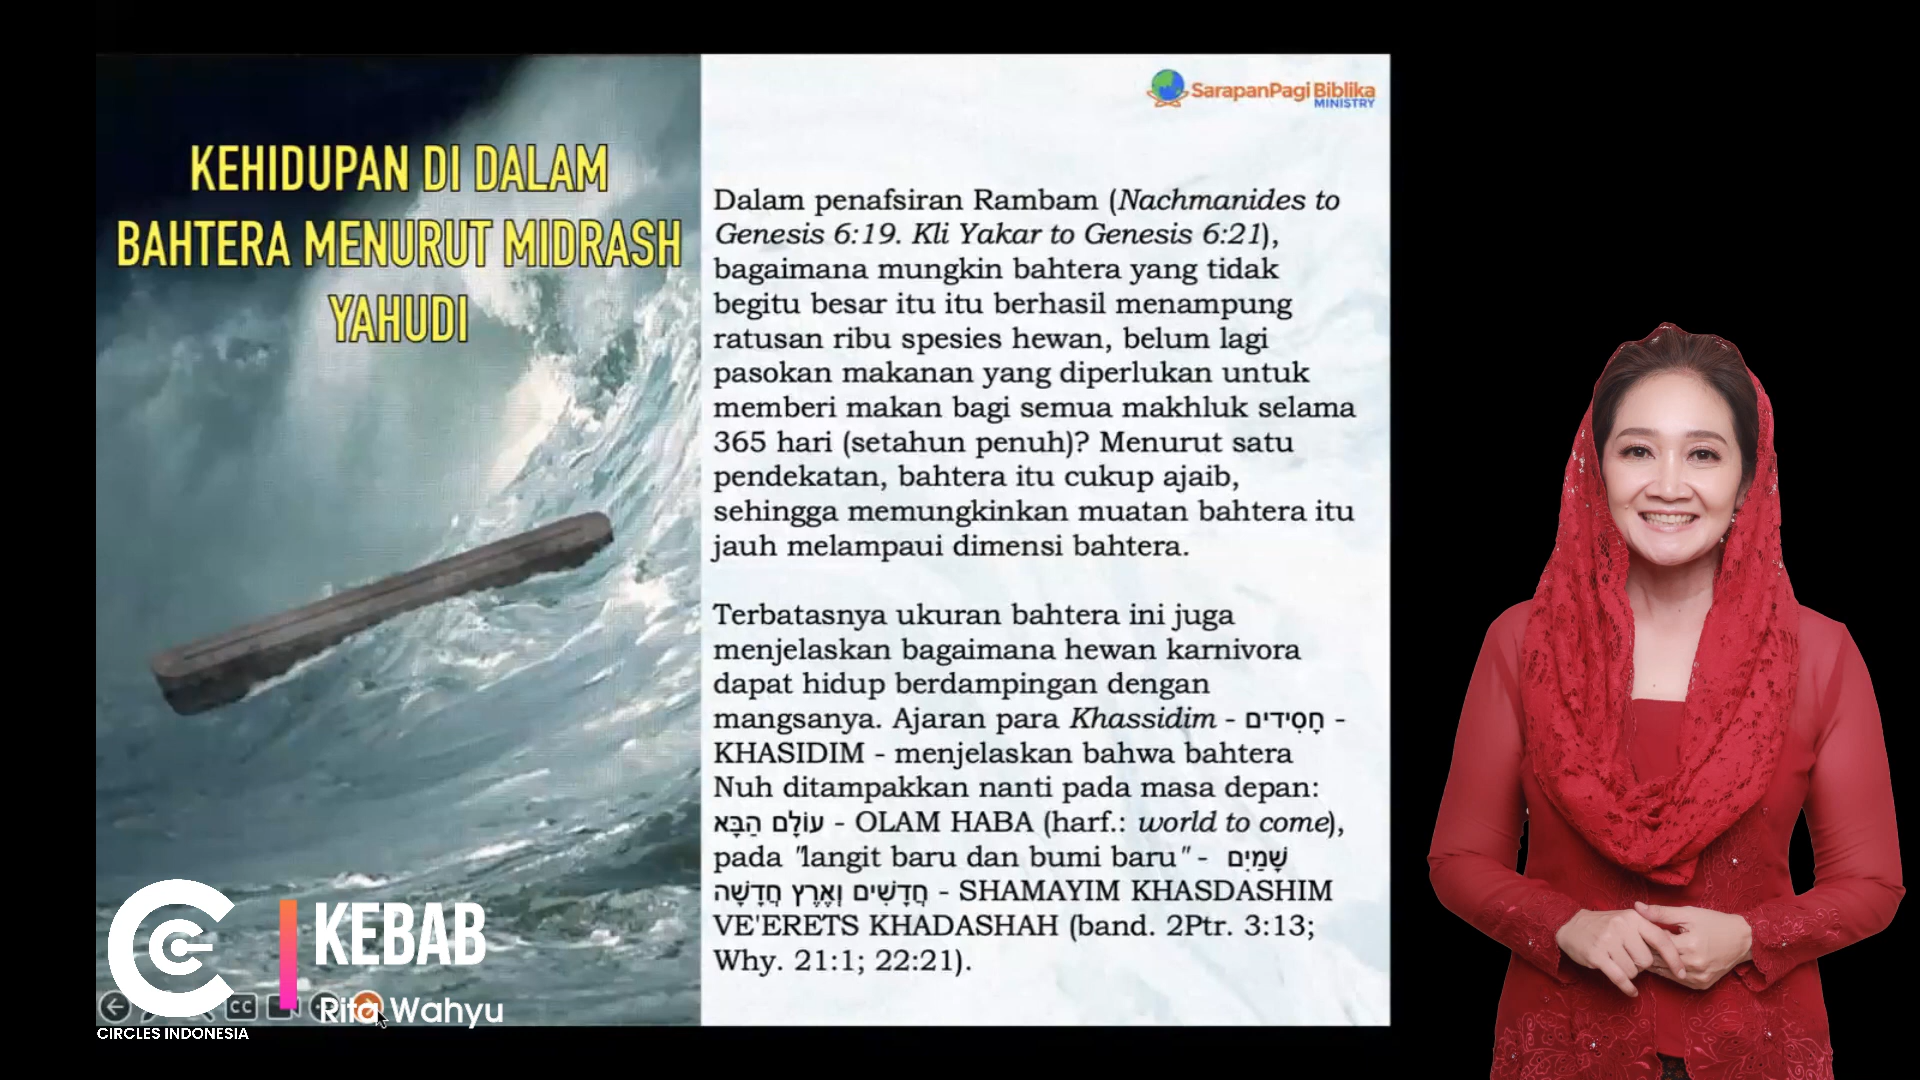 KEHIDUPAN DI DALAM
BAHTERA MENURUT MIDRASH
YAHUDI
SarapanPagi Biblika
MINISTRY
Dalam penafsiran Rambam (Nachmanides to
Genesis 6:19. Kli Yakar to Genesis 6:21),
bagaimana mungkin bahtera yang tidak
begitu besar itu itu berhasil menampung
ratusan ribu spesies hewan, belum lagi
pasokan makanan yang diperlukan untuk
memberi makan bagi semua makhluk selama
365 hari (setahun penuh)? Menurut satu
pendekatan, bahtera itu cukup ajaib,
sehingga memungkinkan muatan bahtera itu
jauh melampaui dimensi bahtera.
Terbatasnya ukuran bahtera ini juga
menjelaskan bagaimana hewan karnivora
dapat hidup berdampingan dengan
mangsanya. Ajaran para Khassidim - חֲסִידִים -
KHASIDIM - menjelaskan bahwa bahtera
Nuh ditampakkan nanti pada masa depan:
עוֹלָם הַבָּא - OLAM HABA (harf.: world to come),
pada "langit baru dan bumi baru" - שָׁמַיִם
חֲדָשִׁים וְאֶרֶץ חֲדָשָׁה - SHAMAYIM KHASDASHIM
VE'ERETS KHADASHAH (band. 2Ptr. 3:13;
Why. 21:1; 22:21).
KEBAB
Rita Wahyu
CC
CIRCLES INDONESIA